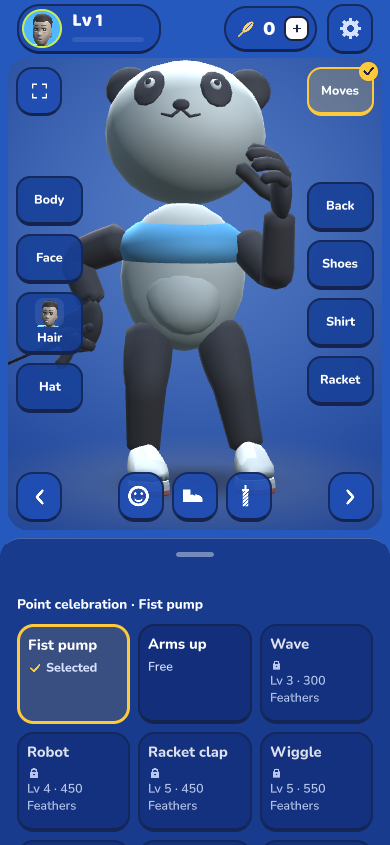 Lv 1
0
+
Moves
Body
Back
Face
Shoes
Hair
Shirt
Hat
Racket
Point celebration · Fist pump
Fist pump
Selected
Arms up
Free
Wave
Lv 3 · 300
Feathers
Robot
Lv 4 · 450
Feathers
Racket clap
Lv 5 · 450
Feathers
Wiggle
Lv 5 · 550
Feathers